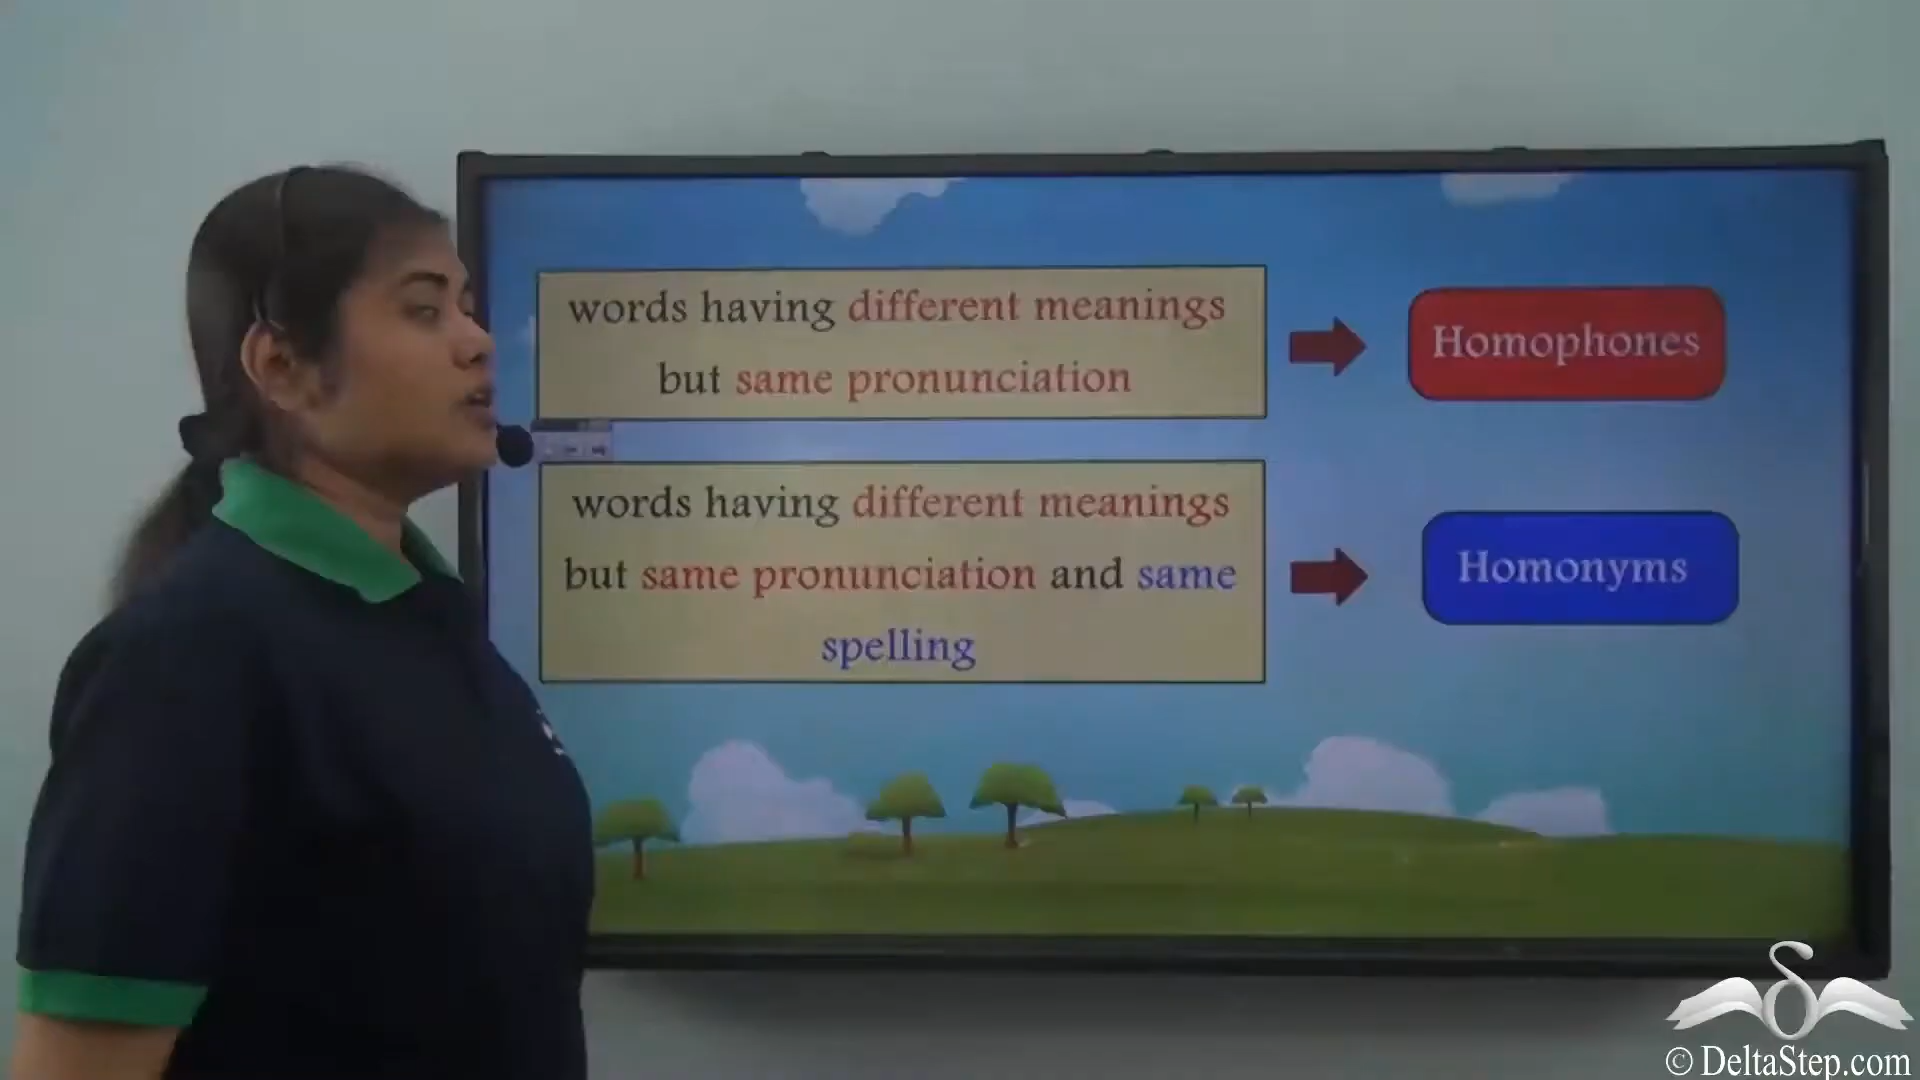 words having different meanings
but same pronunciation
Homophones
words having different meanings
but same pronunciation and same
spelling
Homonyms
© DeltaStep.com